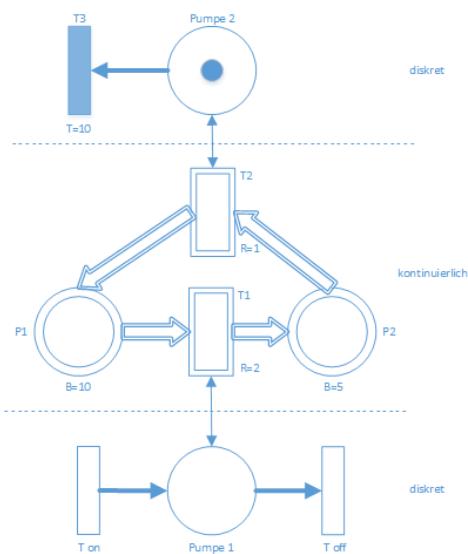 T3
Pumpe 2
diskret
T=10
T2
R=1
kontinuierlich
T1
P1
P2
R=2
B=10
B=5
diskret
T on
Pumpe 1
T off